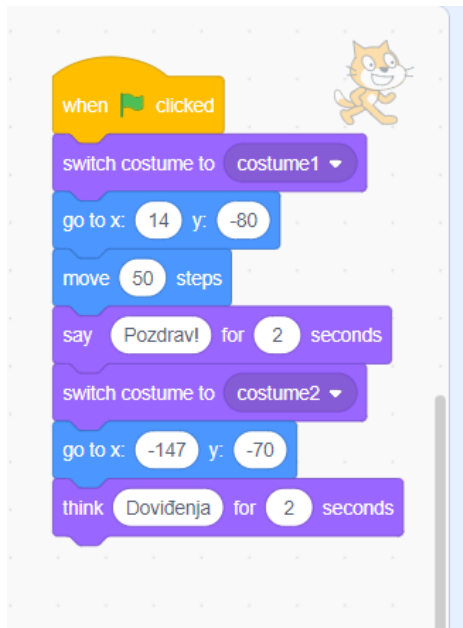 when clicked
switch costume to costume1
go to x: 14 y: -80
move 50 steps
say Pozdrav! for 2 seconds
switch costume to costume2
go to x: -147 y: -70
think Doviđenja for 2 seconds